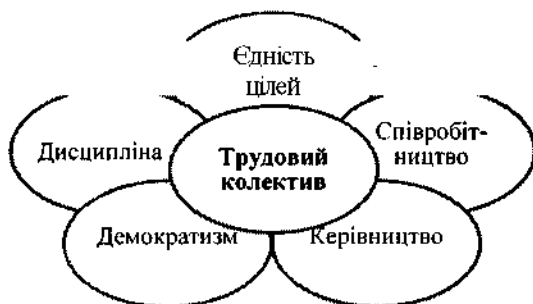 Єдність
цілей
Дисципліна
Трудовий
колектив
Співробіт-
ництво
Демократизм
Керівництво